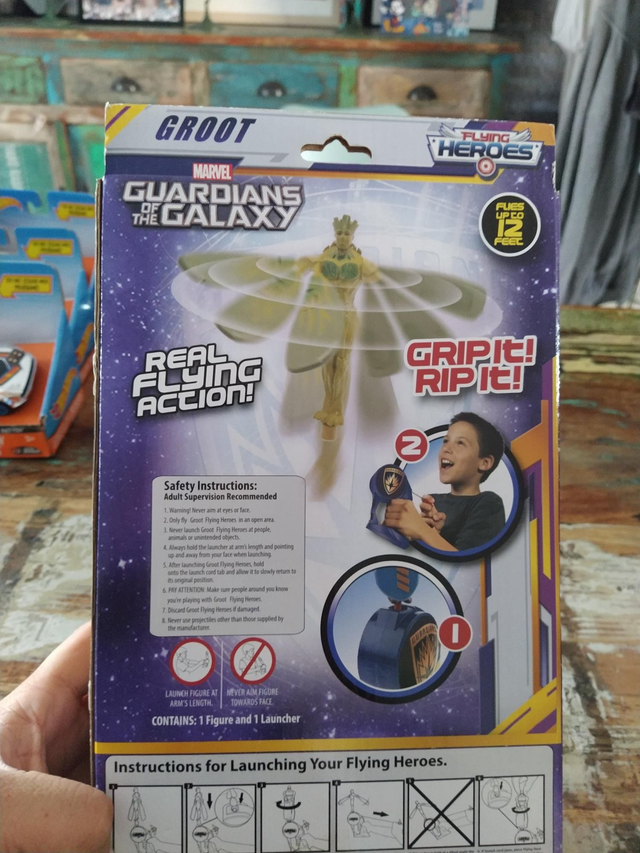 GROOT
FLYING
HEROES
MARVEL
GUARDIANS
OF THE GALAXY
FLIES
UP TO
12
FEET
REAL
FLYING
ACTION!
GRIP IT!
RIP IT!
2
Safety Instructions:
Adult Supervision Recommended
1. Warning! Never aim at eyes or face.
2. Only fly Groot Flying Heroes in an open area.
3. Never launch Groot Flying Heroes at people,
animals or unintended objects.
4. Always hold the launcher at arm's length and pointing
up and away from your face when launching.
5. After launching Groot Flying Heroes, hold
onto the launch cord tab and allow it to slowly return to
its original position.
6. PAY ATTENTION: Make sure people around you know
you're playing with Groot Flying Heroes.
7. Discard Groot Flying Heroes if damaged.
8. Never use projectiles other than those supplied by
the manufacturer.
1
LAUNCH FIGURE AT
ARM'S LENGTH.
NEVER AIM FIGURE
TOWARDS FACE.
CONTAINS: 1 Figure and 1 Launcher
Instructions for Launching Your Flying Heroes.